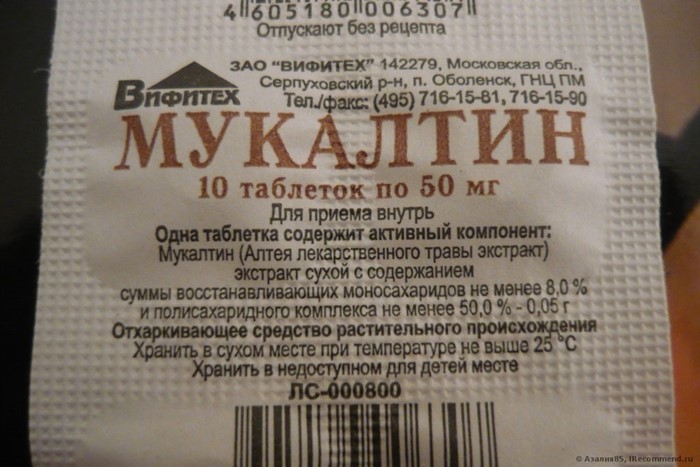 4 605180 006307
Отпускают без рецепта
ЗАО "ВИФИТЕХ" 142279, Московская обл.,
Серпуховский р-н, п. Оболенск, ГНЦ ПМ
Тел./факс: (495) 716-15-81, 716-15-90
ВИФИТЕХ
МУКАЛТИН
10 таблеток по 50 мг
Для приема внутрь
Одна таблетка содержит активный компонент:
Мукалтин (Алтея лекарственного травы экстракт)
экстракт сухой с содержанием
суммы восстанавливающих моносахаридов не менее 8,0 %
и полисахаридного комплекса не менее 50,0 % - 0,05 г
Отхаркивающее средство растительного происхождения
Хранить в сухом месте при температуре не выше 25 °С
Хранить в недоступном для детей месте
ЛС-000800
© Азалия85, IRecommend.ru